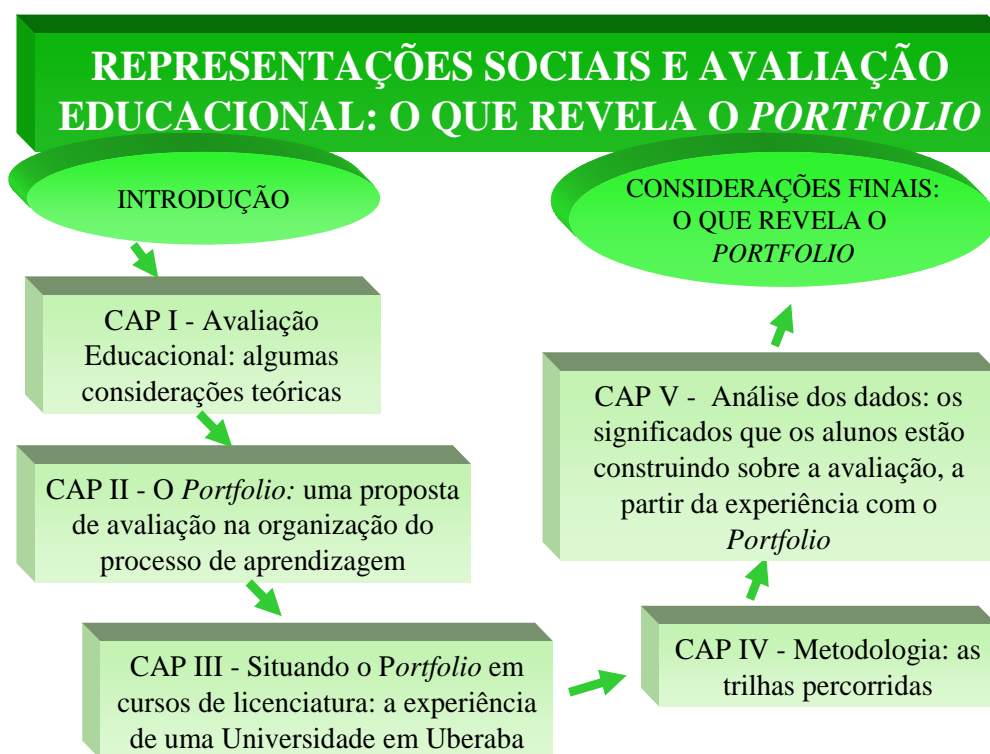 REPRESENTAÇÕES SOCIAIS E AVALIAÇÃO
EDUCACIONAL: O QUE REVELA O PORTFOLIO
INTRODUÇÃO
CAP I - Avaliação
Educacional: algumas
considerações teóricas
CAP II - O Portfolio: uma proposta
de avaliação na organização do
processo de aprendizagem
CAP III - Situando o Portfolio em
cursos de licenciatura: a experiência
de uma Universidade em Uberaba
CAP IV - Metodologia: as
trilhas percorridas
CAP V - Análise dos dados: os
significados que os alunos estão
construindo sobre a avaliação, a
partir da experiência com o
Portfolio
CONSIDERAÇÕES FINAIS:
O QUE REVELA O
PORTFOLIO